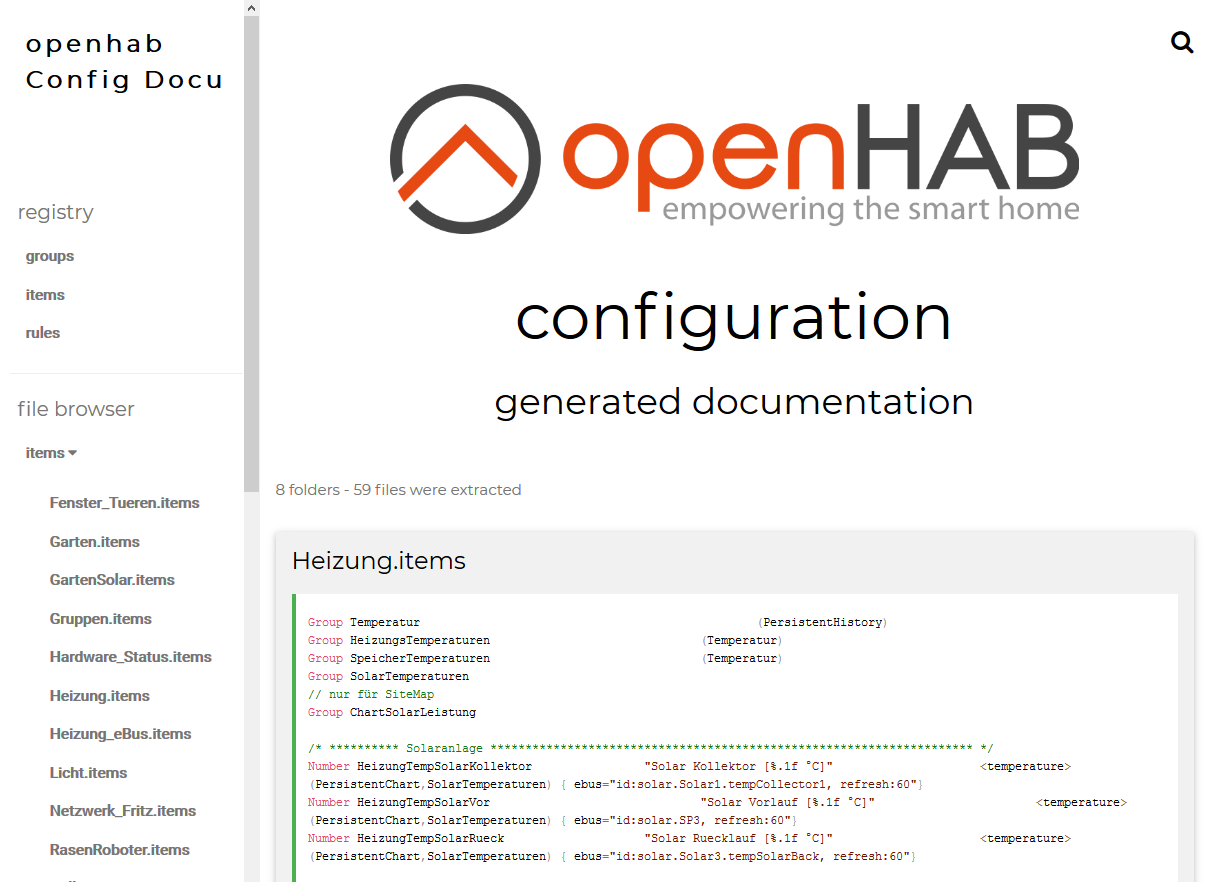 openhab
Config Docu
registry
groups
items
rules
file browser
items
Fenster_Tueren.items
Garten.items
GartenSolar.items
Gruppen.items
Hardware_Status.items
Heizung.items
Heizung_eBus.items
Licht.items
Netzwerk_Fritz.items
RasenRoboter.items
openHAB
empowering the smart home
configuration
generated documentation
8 folders - 59 files were extracted
Heizung.items
Group Temperatur (PersistentHistory)
Group HeizungsTemperaturen (Temperatur)
Group SpeicherTemperaturen (Temperatur)
Group SolarTemperaturen
// nur für SiteMap
Group ChartSolarLeistung
/* ********** Solaranlage ********************************************************************* */
Number HeizungTempSolarKollektor "Solar Kollektor [%.1f °C]" <temperature>
(PersistentChart,SolarTemperaturen) { ebus="id:solar.Solar1.tempCollector1, refresh:60"}
Number HeizungTempSolarVor "Solar Vorlauf [%.1f °C]" <temperature>
(PersistentChart,SolarTemperaturen) { ebus="id:solar.SP3, refresh:60"}
Number HeizungTempSolarRueck "Solar Ruecklauf [%.1f °C]" <temperature>
(PersistentChart,SolarTemperaturen) { ebus="id:solar.Solar3.tempSolarBack, refresh:60"}